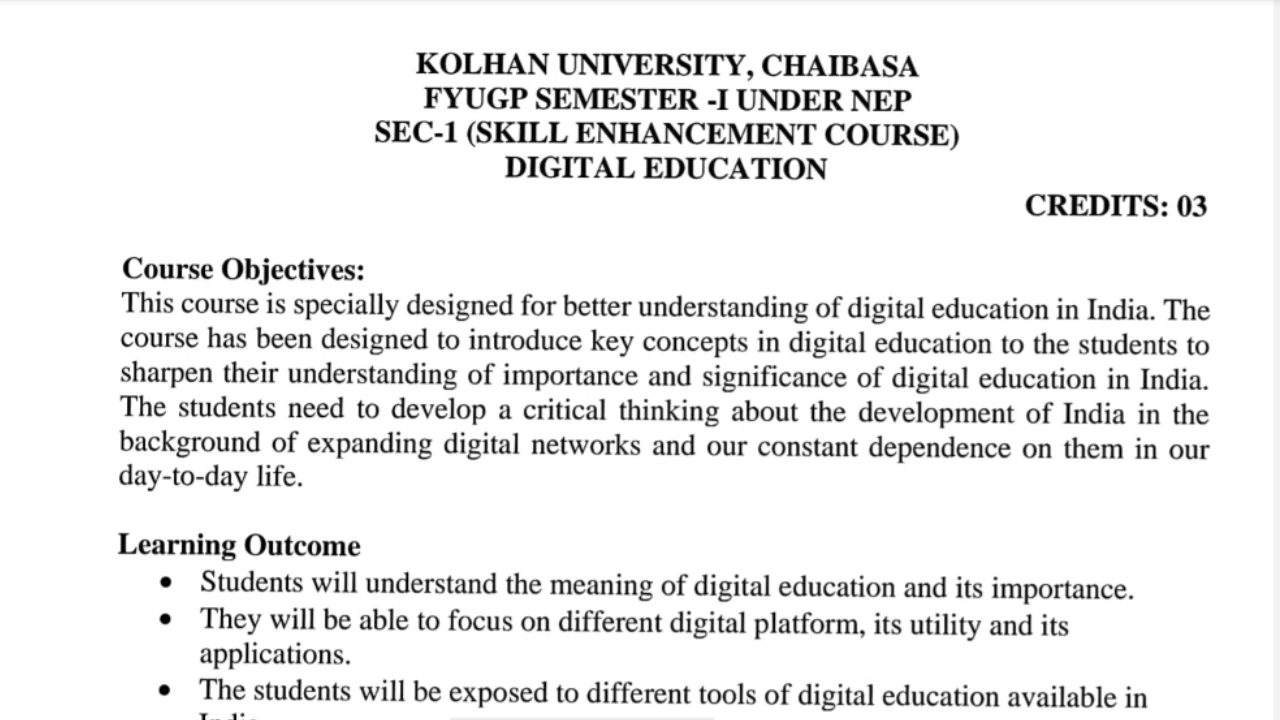 KOLHAN UNIVERSITY, CHAIBASA
FYUGP SEMESTER -I UNDER NEP
SEC-1 (SKILL ENHANCEMENT COURSE)
DIGITAL EDUCATION
CREDITS: 03
Course Objectives:
This course is specially designed for better understanding of digital education in India. The
course has been designed to introduce key concepts in digital education to the students to
sharpen their understanding of importance and significance of digital education in India.
The students need to develop a critical thinking about the development of India in the
background of expanding digital networks and our constant dependence on them in our
day-to-day life.
Learning Outcome
• Students will understand the meaning of digital education and its importance.
• They will be able to focus on different digital platform, its utility and its
applications.
• The students will be exposed to different tools of digital education available in